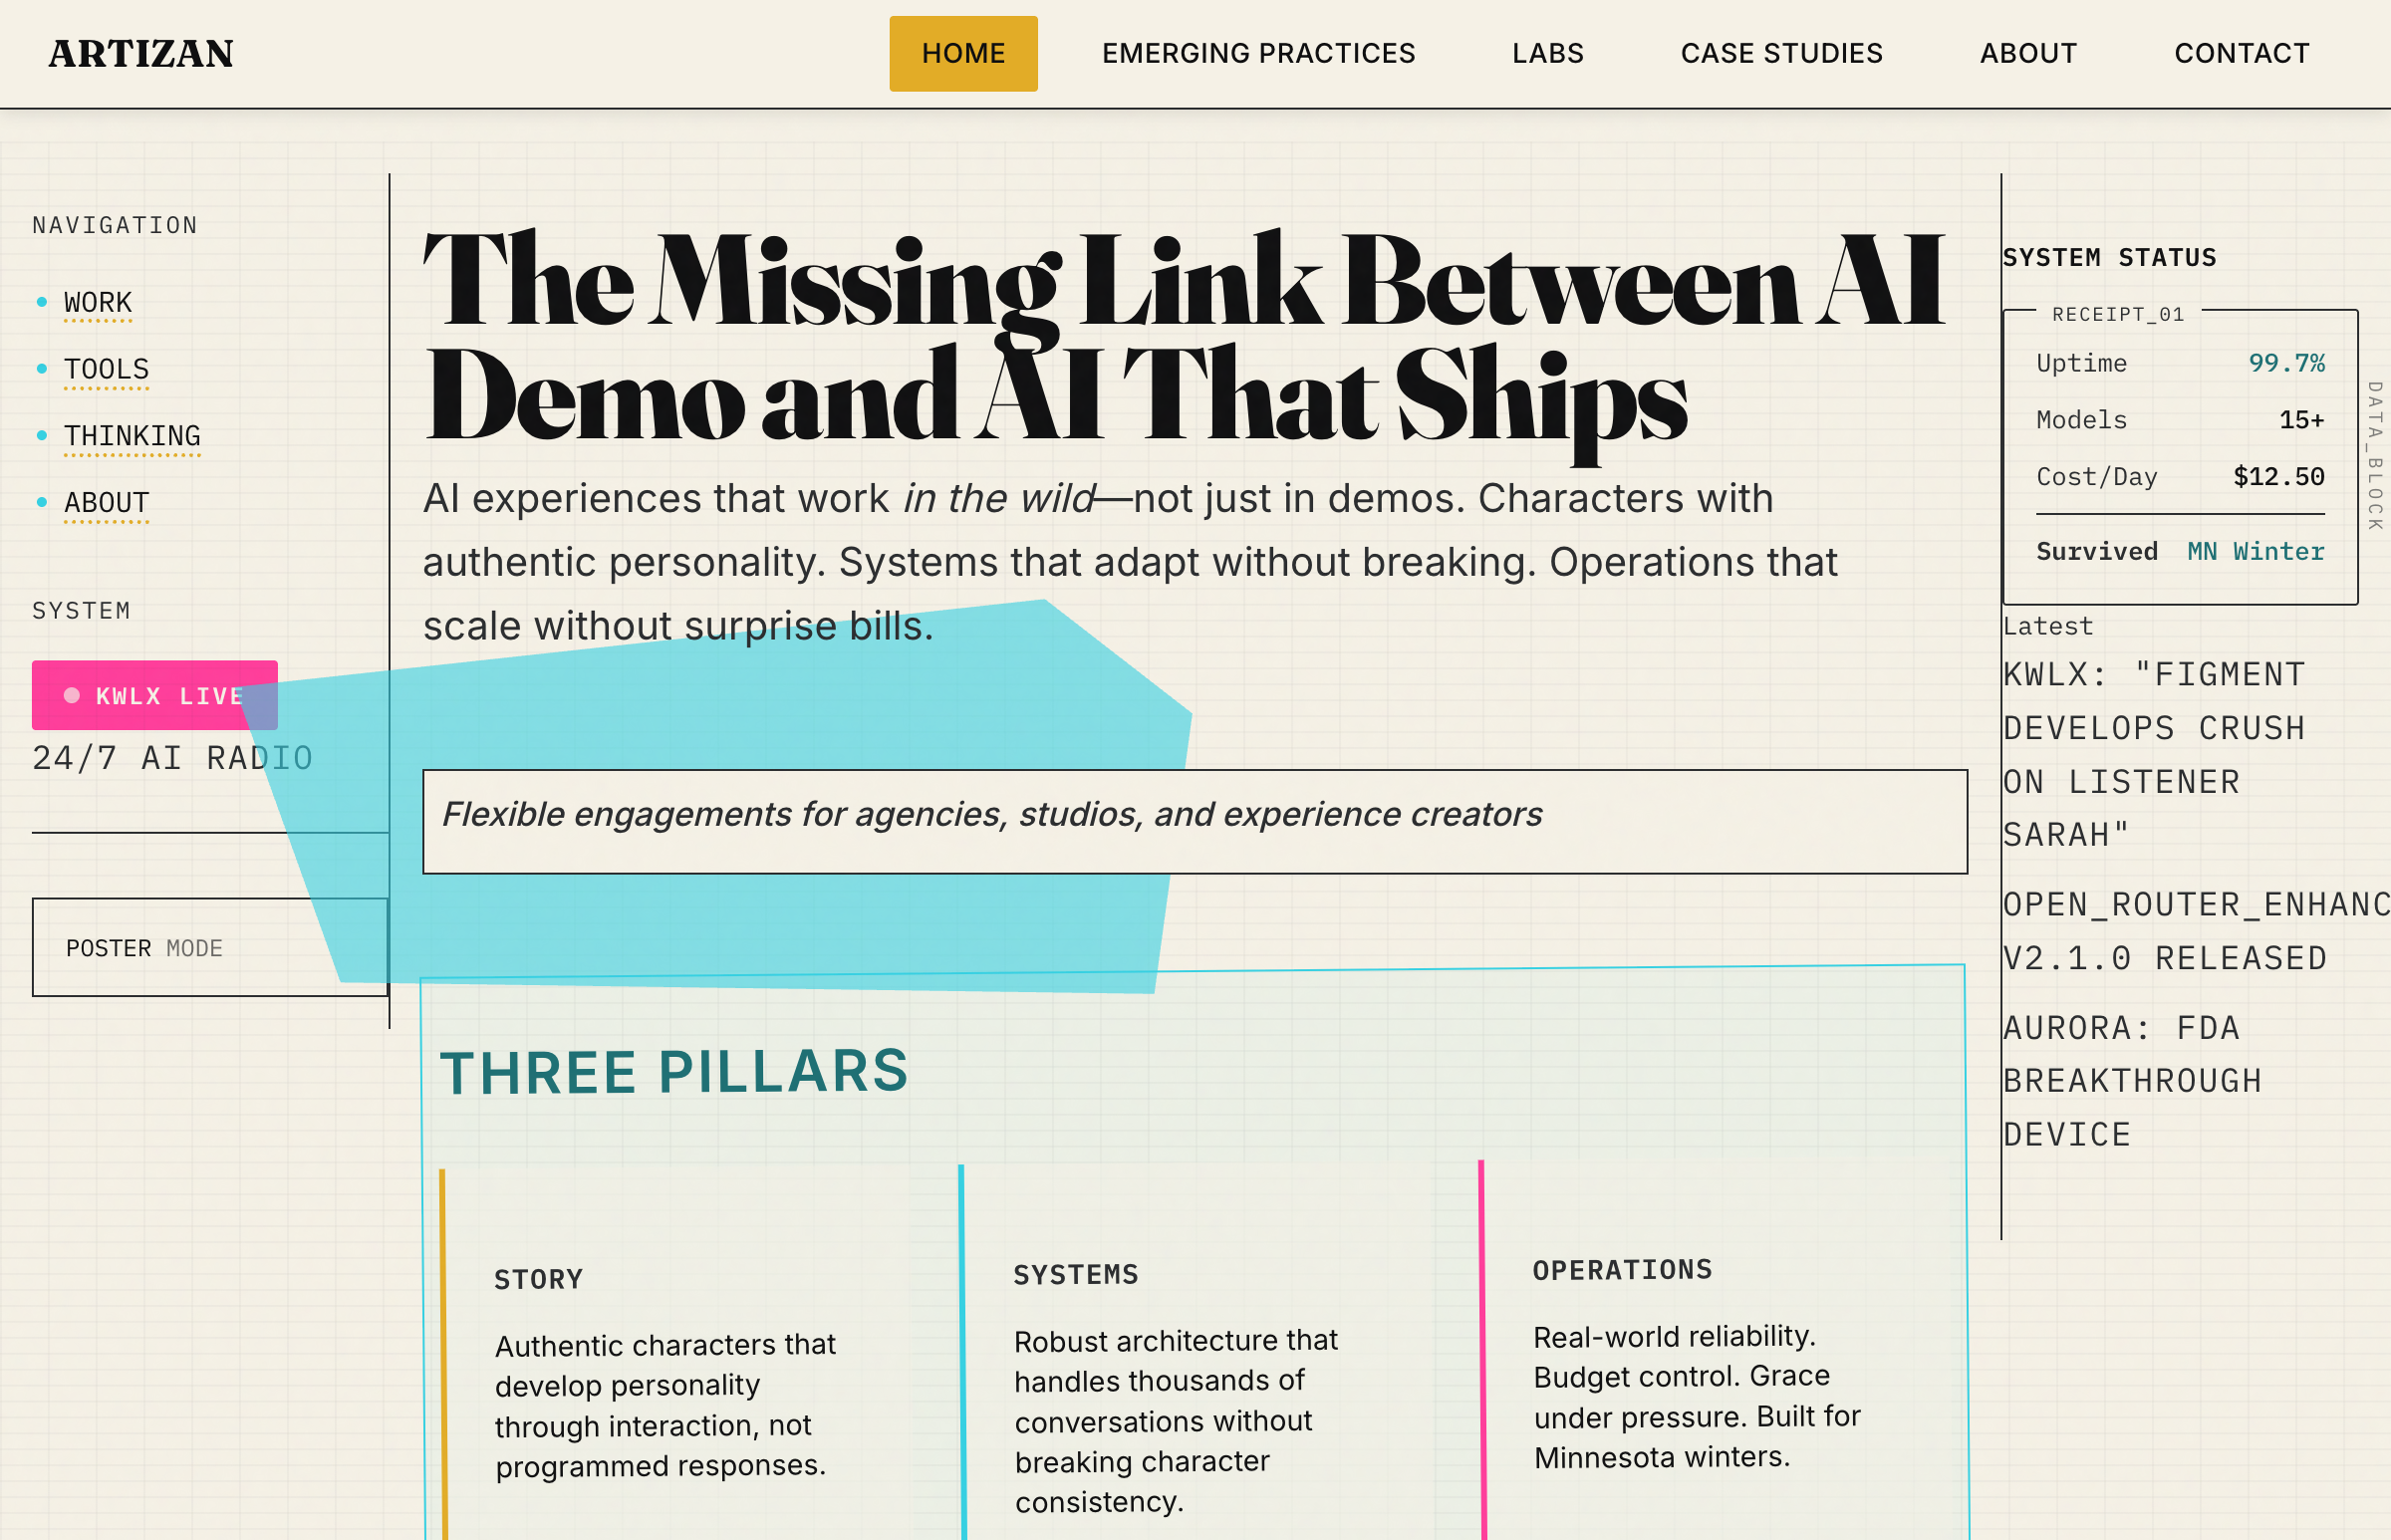 ARTIZAN
HOME
EMERGING PRACTICES
LABS
CASE STUDIES
ABOUT
CONTACT
NAVIGATION
WORK
TOOLS
THINKING
ABOUT
SYSTEM
KWLX LIVE
24/7 AI RADIO
POSTER MODE
The Missing Link Between AI
Demo and AI That Ships
AI experiences that work in the wild—not just in demos. Characters with
authentic personality. Systems that adapt without breaking. Operations that
scale without surprise bills.
Flexible engagements for agencies, studios, and experience creators
THREE PILLARS
STORY
Authentic characters that
develop personality
through interaction, not
programmed responses.
SYSTEMS
Robust architecture that
handles thousands of
conversations without
breaking character
consistency.
OPERATIONS
Real-world reliability.
Budget control. Grace
under pressure. Built for
Minnesota winters.
SYSTEM STATUS
RECEIPT_01
Uptime 99.7%
Models 15+
Cost/Day $12.50
Survived MN Winter
DATA_BLOCK
Latest
KWLX: "FIGMENT
DEVELOPS CRUSH
ON LISTENER
SARAH"
OPEN_ROUTER_ENHANC
V2.1.0 RELEASED
AURORA: FDA
BREAKTHROUGH
DEVICE